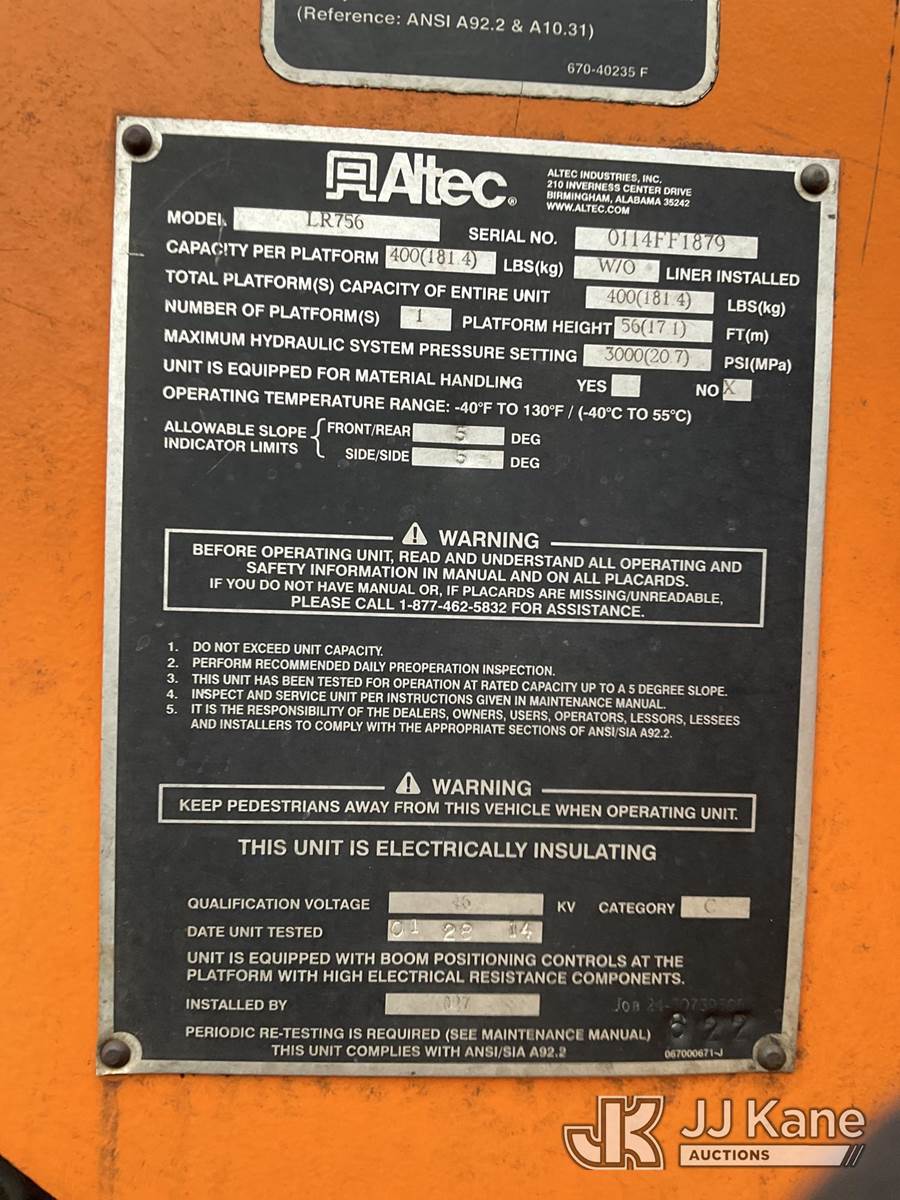 (Reference: ANSI A92.2 & A10.31)
670-40235 F
Altec®
ALTEC INDUSTRIES, INC.
210 INVERNESS CENTER DRIVE
BIRMINGHAM, ALABAMA 35242
WWW.ALTEC.COM
MODEL LR756
SERIAL NO. 0114FF1879
CAPACITY PER PLATFORM 400(181.4) LBS(kg) W/O LINER INSTALLED
TOTAL PLATFORM(S) CAPACITY OF ENTIRE UNIT 400(181.4) LBS(kg)
NUMBER OF PLATFORM(S) 1 PLATFORM HEIGHT 56(17.1) FT(m)
MAXIMUM HYDRAULIC SYSTEM PRESSURE SETTING 3000(20.7) PSI(MPa)
UNIT IS EQUIPPED FOR MATERIAL HANDLING YES NO X
OPERATING TEMPERATURE RANGE: -40°F TO 130°F / (-40°C TO 55°C)
ALLOWABLE SLOPE INDICATOR LIMITS
FRONT/REAR 5 DEG
SIDE/SIDE 5 DEG
⚠ WARNING
BEFORE OPERATING UNIT, READ AND UNDERSTAND ALL OPERATING AND
SAFETY INFORMATION IN MANUAL AND ON ALL PLACARDS.
IF YOU DO NOT HAVE MANUAL OR, IF PLACARDS ARE MISSING/UNREADABLE,
PLEASE CALL 1-877-462-5832 FOR ASSISTANCE.
1. DO NOT EXCEED UNIT CAPACITY.
2. PERFORM RECOMMENDED DAILY PREOPERATION INSPECTION.
3. THIS UNIT HAS BEEN TESTED FOR OPERATION AT RATED CAPACITY UP TO A 5 DEGREE SLOPE.
4. INSPECT AND SERVICE UNIT PER INSTRUCTIONS GIVEN IN MAINTENANCE MANUAL.
5. IT IS THE RESPONSIBILITY OF THE DEALERS, OWNERS, USERS, OPERATORS, LESSORS, LESSEES
AND INSTALLERS TO COMPLY WITH THE APPROPRIATE SECTIONS OF ANSI/SIA A92.2.
⚠ WARNING
KEEP PEDESTRIANS AWAY FROM THIS VEHICLE WHEN OPERATING UNIT.
THIS UNIT IS ELECTRICALLY INSULATING
QUALIFICATION VOLTAGE 46 KV CATEGORY C
DATE UNIT TESTED 01 28 14
UNIT IS EQUIPPED WITH BOOM POSITIONING CONTROLS AT THE
PLATFORM WITH HIGH ELECTRICAL RESISTANCE COMPONENTS.
INSTALLED BY 027
PERIODIC RE-TESTING IS REQUIRED (SEE MAINTENANCE MANUAL) 622
THIS UNIT COMPLIES WITH ANSI/SIA A92.2
067000671-J
JK JJ Kane
AUCTIONS